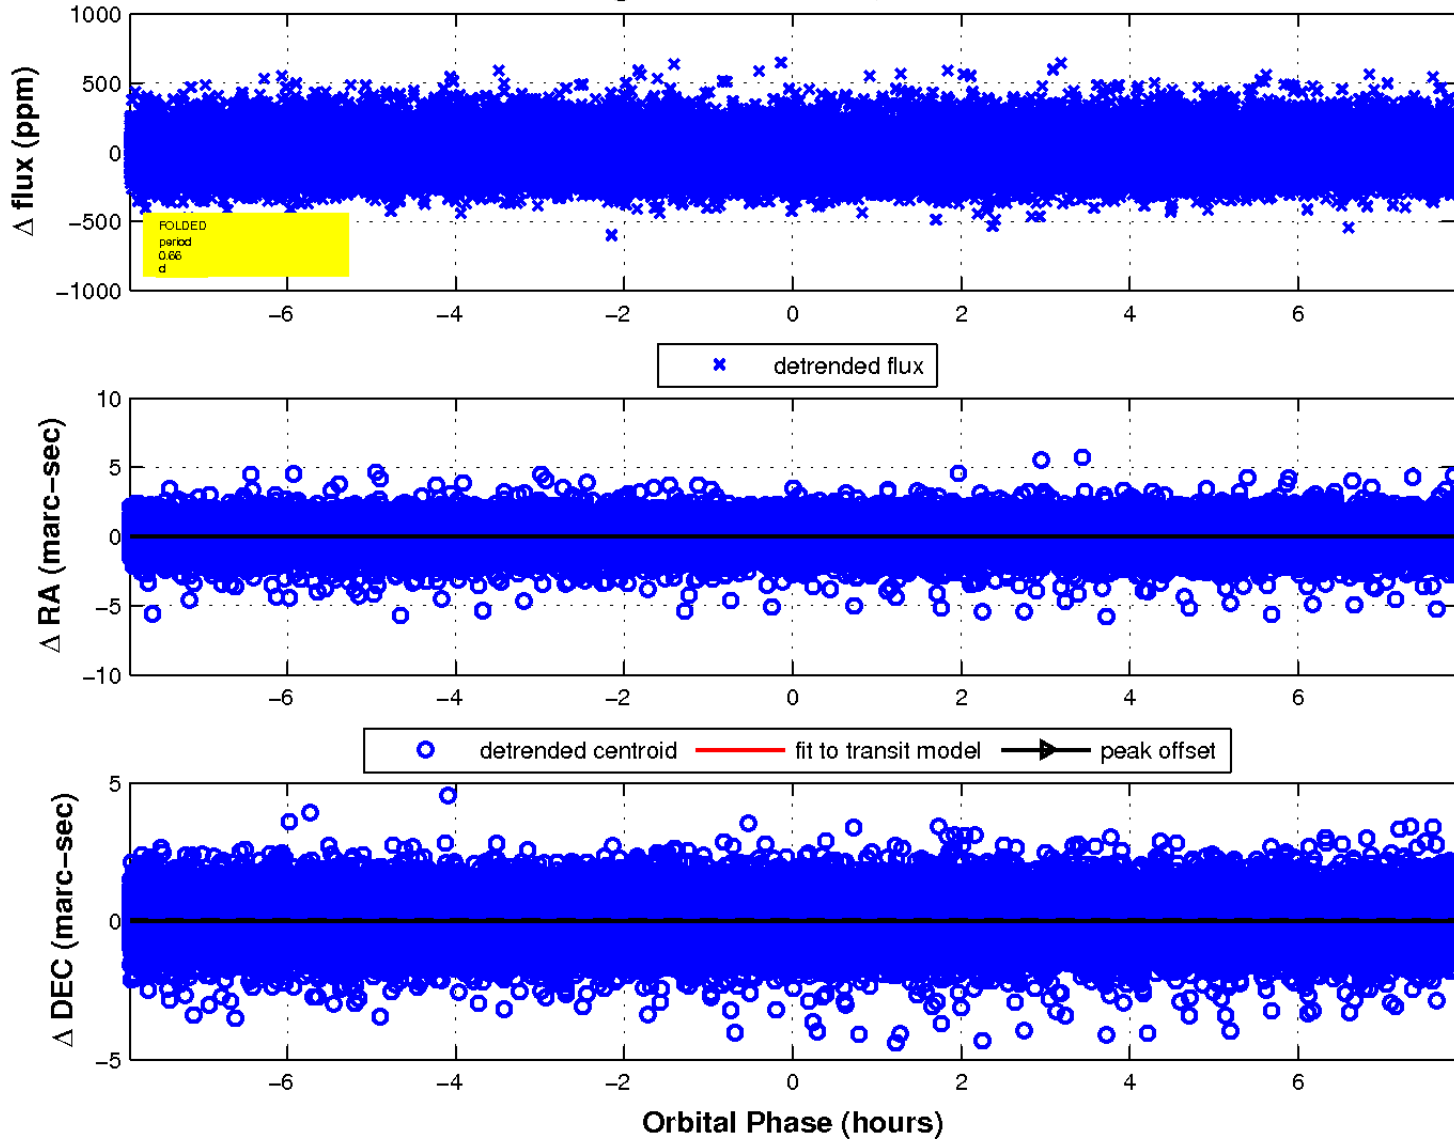 1000
500
0
−500
−1000
Δ flux (ppm)
FOLDED
period
0.66
d
−6 −4 −2 0 2 4 6
detrended flux
10
5
0
−5
−10
Δ RA (marc−sec)
−6 −4 −2 0 2 4 6
detrended centroid fit to transit model peak offset
5
0
−5
Δ DEC (marc−sec)
−6 −4 −2 0 2 4 6
Orbital Phase (hours)